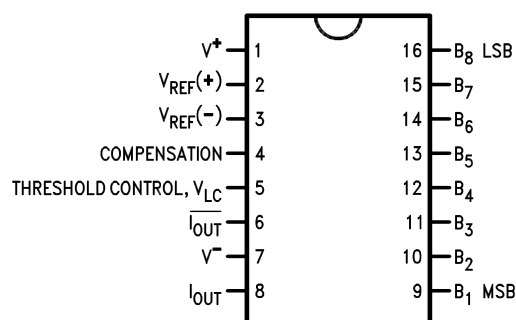 V+ 1 16 B8 LSB
VREF(+) 2 15 B7
VREF(−) 3 14 B6
COMPENSATION 4 13 B5
THRESHOLD CONTROL, VLC 5 12 B4
I̅O̅U̅T̅ 6 11 B3
V− 7 10 B2
IOUT 8 9 B1 MSB